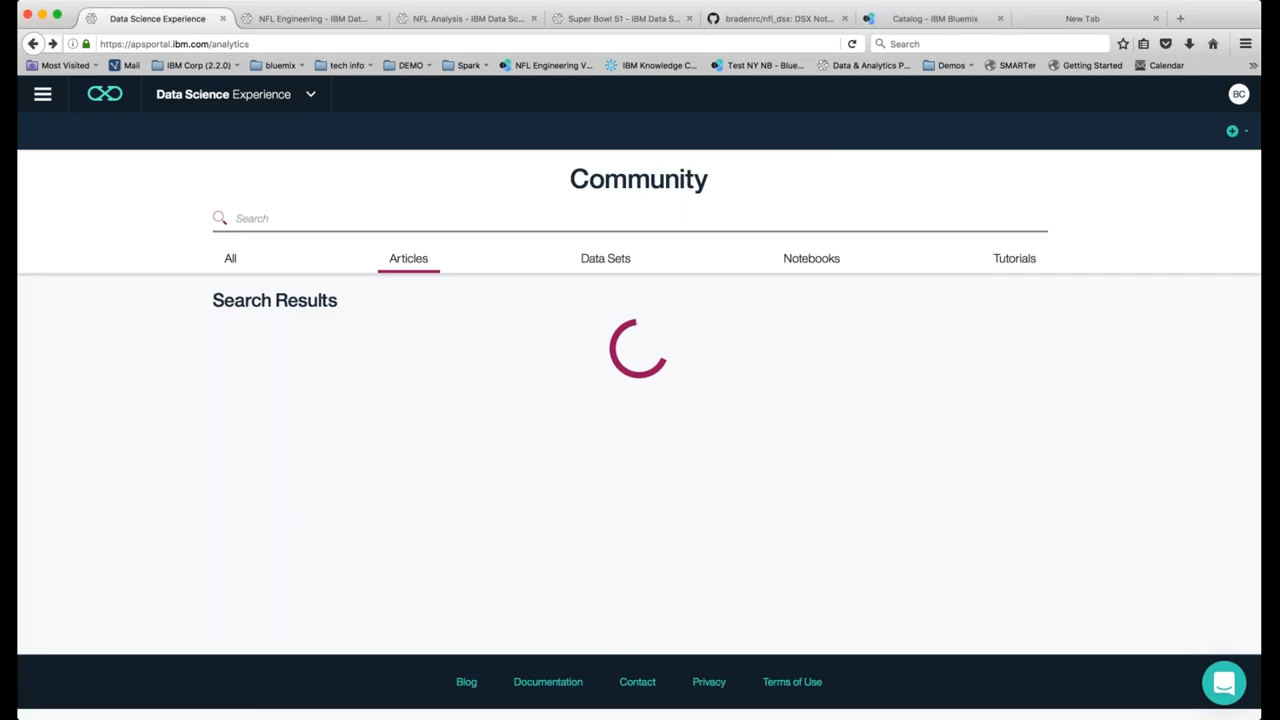 Data Science Experience
NFL Engineering - IBM Dat...
NFL Analysis - IBM Data Sc...
Super Bowl 51 - IBM Data S...
bradenrc/nfl_dsx: DSX Not...
Catalog - IBM Bluemix
New Tab
https://apsportal.ibm.com/analytics
Search
Most Visited
Mail
IBM Corp (2.2.0)
bluemix
tech info
DEMO
Spark
NFL Engineering V...
IBM Knowledge C...
Test NY NB - Blue...
Data & Analytics P...
Demos
SMARTer
Getting Started
Calendar
Data Science Experience
BC
Community
Search
All
Articles
Data Sets
Notebooks
Tutorials
Search Results
Blog
Documentation
Contact
Privacy
Terms of Use